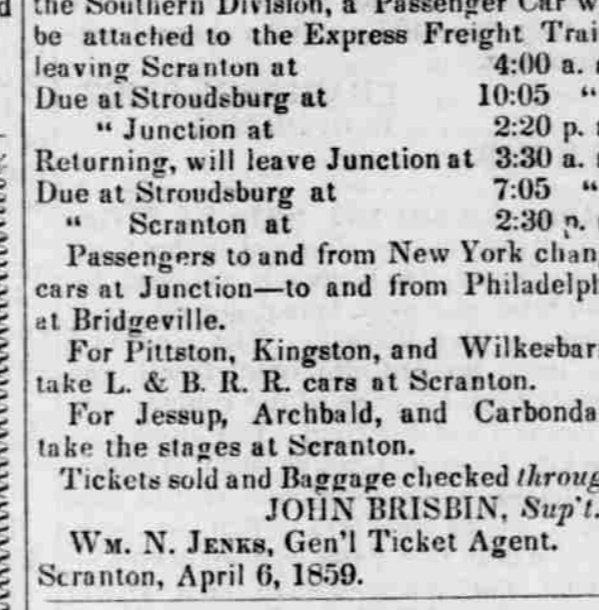 the Southern Division, a Passenger Car w
be attached to the Express Freight Trai
leaving Scranton at 4:00 a.
Due at Stroudsburg at 10:05 "
" Junction at 2:20 p.
Returning, will leave Junction at 3:30 a.
Due at Stroudsburg at 7:05 "
" Scranton at 2:30 p.
Passengers to and from New York chan
cars at Junction—to and from Philadelph
at Bridgeville.
For Pittston, Kingston, and Wilkesbar
take L. & B. R. R. cars at Scranton.
For Jessup, Archbald, and Carbonda
take the stages at Scranton.
Tickets sold and Baggage checked throug
JOHN BRISBIN, Sup't.
WM. N. JENKS, Gen'l Ticket Agent.
Scranton, April 6, 1859.